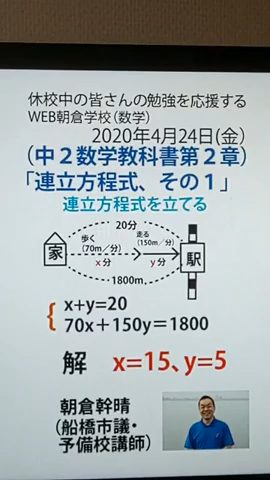 休校中の皆さんの勉強を応援する
WEB朝倉学校(数学)
2020年4月24日(金)
(中2数学教科書第2章)
「連立方程式、その1」
連立方程式を立てる
20分
歩く
(70m/分)
走る
(150m/分)
家
x分
y分
駅
1800m
{ x+y=20
70x+150y=1800
解 x=15、y=5
朝倉幹晴
(船橋市議・
予備校講師)